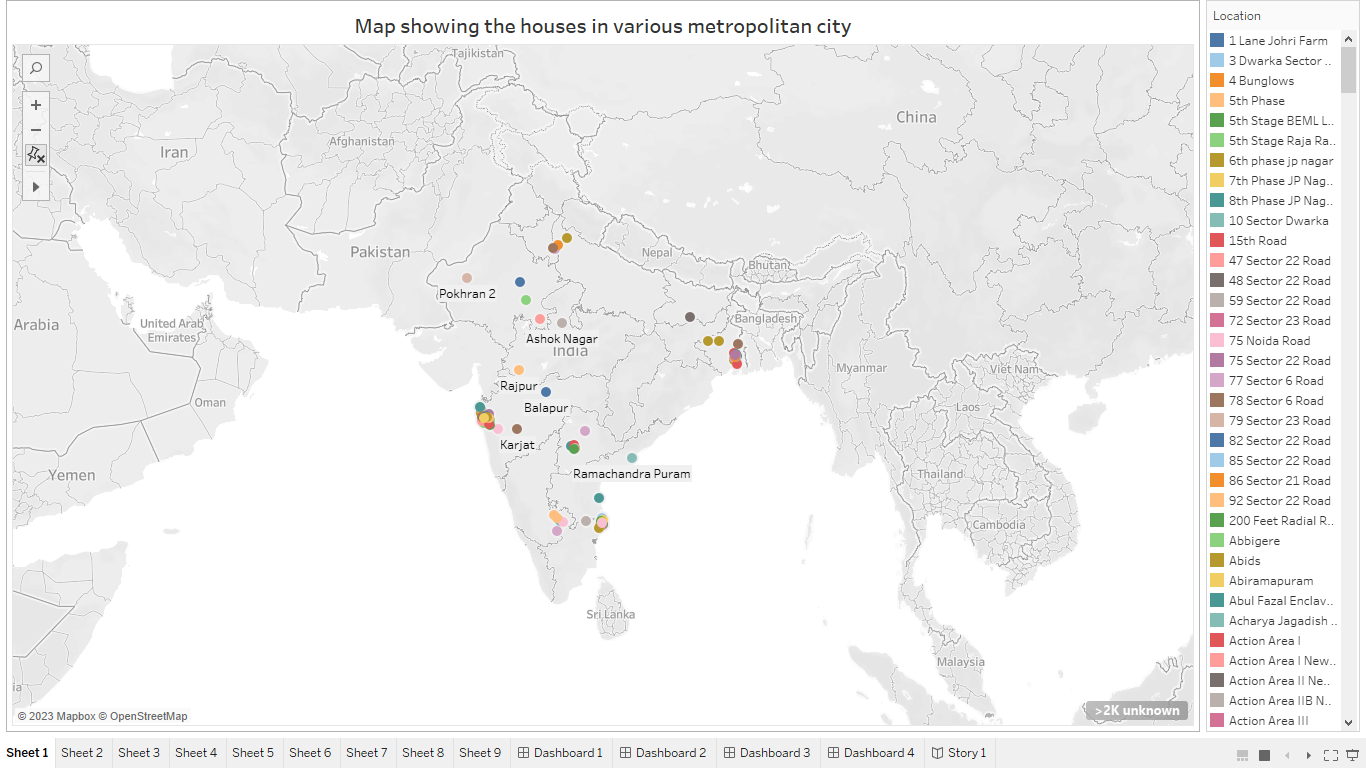 Map showing the houses in various metropolitan city
Tajikistan
China
Afghanistan
Iran
Pakistan
Nepal
Bhutan
Pokhran 2
Arabia
United Arab
Emirates
Bangladesh
Ashok Nagar
India
Myanmar
Viet Nam
Rajpur
Oman
Balapur
Laos
Karjat
Yemen
Ramachandra Puram
Thailand
Cambodia
Sri Lanka
Malaysia
ia
© 2023 Mapbox © OpenStreetMap
>2K unknown
Location
1 Lane Johri Farm
3 Dwarka Sector ..
4 Bunglows
5th Phase
5th Stage BEML L..
5th Stage Raja Ra..
6th phase jp nagar
7th Phase JP Nag..
8th Phase JP Nag..
10 Sector Dwarka
15th Road
47 Sector 22 Road
48 Sector 22 Road
59 Sector 22 Road
72 Sector 23 Road
75 Noida Road
75 Sector 22 Road
77 Sector 6 Road
78 Sector 6 Road
79 Sector 23 Road
82 Sector 22 Road
85 Sector 22 Road
86 Sector 21 Road
92 Sector 22 Road
200 Feet Radial R..
Abbigere
Abids
Abiramapuram
Abul Fazal Enclav..
Acharya Jagadish ..
Action Area I
Action Area I New..
Action Area II Ne..
Action Area IIB N..
Action Area III
Sheet 1 Sheet 2 Sheet 3 Sheet 4 Sheet 5 Sheet 6 Sheet 7 Sheet 8 Sheet 9 Dashboard 1 Dashboard 2 Dashboard 3 Dashboard 4 Story 1